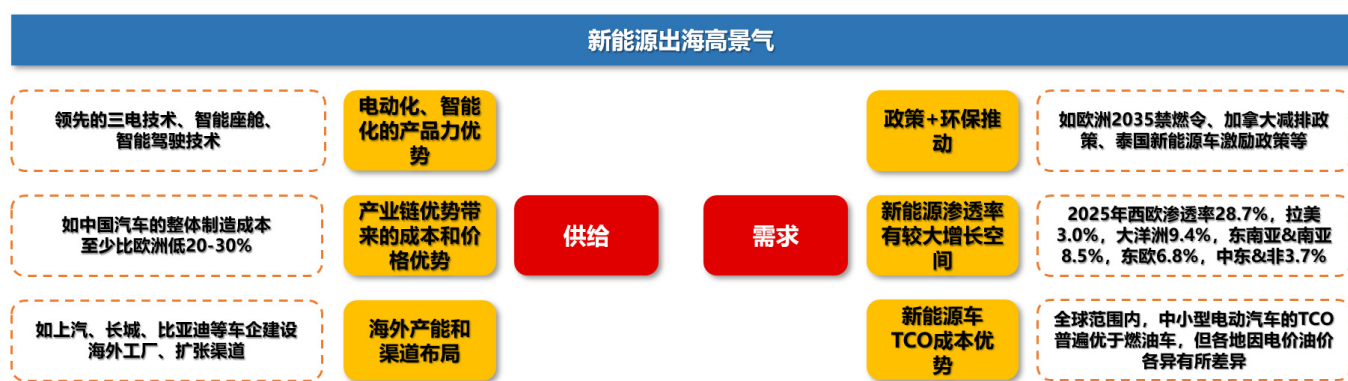 新能源出海高景气
领先的三电技术、智能座舱、
智能驾驶技术
电动化、智能
化的产品力优
势
政策+环保推
动
如欧洲2035禁燃令、加拿大减排政
策、泰国新能源车激励政策等
如中国汽车的整体制造成本
至少比欧洲低20-30%
产业链优势带
来的成本和价
格优势
供给
需求
新能源渗透率
有较大增长空
间
2025年西欧渗透率28.7%，拉美
3.0%，大洋洲9.4%，东南亚&南亚
8.5%，东欧6.8%，中东&非3.7%
如上汽、长城、比亚迪等车企建设
海外工厂、扩张渠道
海外产能和
渠道布局
新能源车
TCO成本优
势
全球范围内，中小型电动汽车的TCO
普遍优于燃油车，但各地因电价油价
各异有所差异